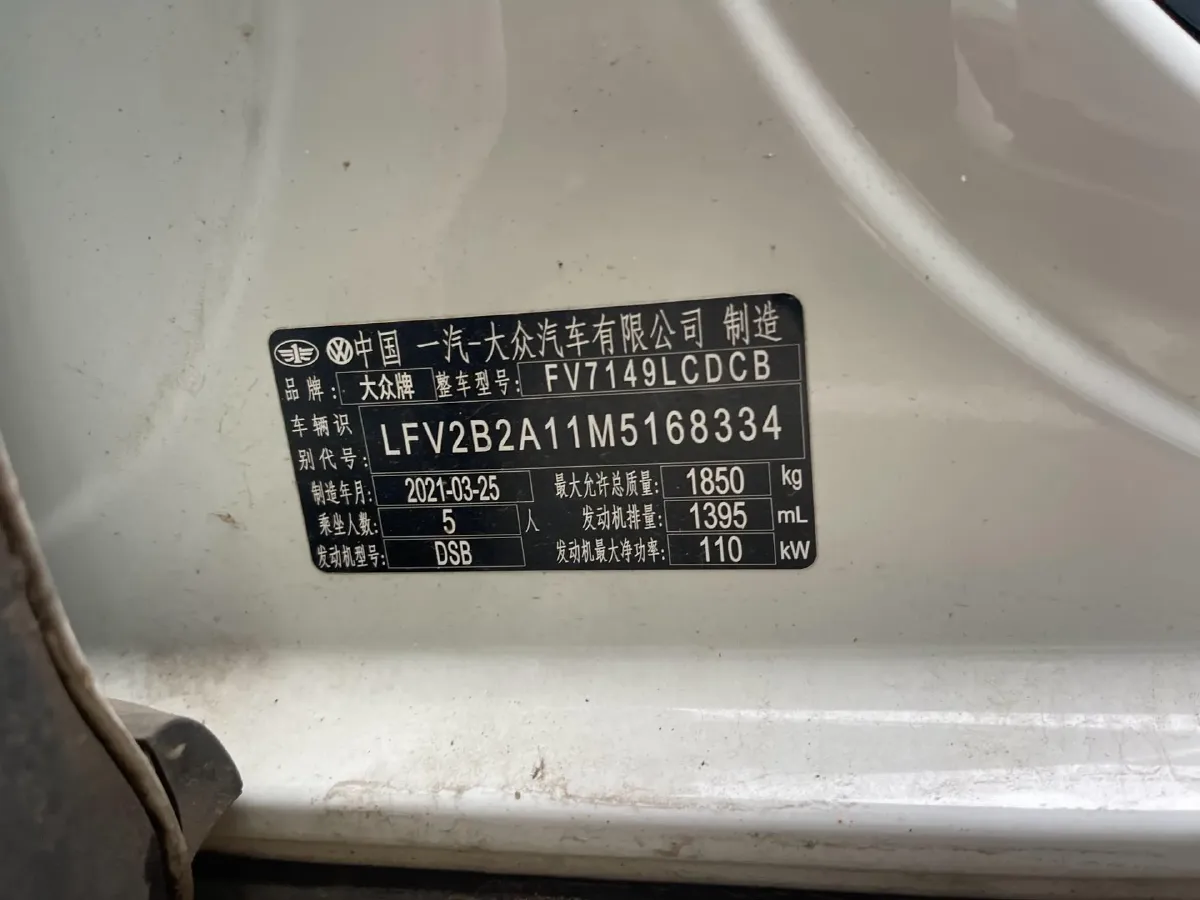 中国 一汽-大众汽车有限公司 制造
品牌: 大众牌 整车型号: FV7149LCDCB
车辆识别代号: LFV2B2A11M5168334
制造年月: 2021-03-25 最大允许总质量: 1850 kg
乘坐人数: 5 人 发动机排量: 1395 mL
发动机型号: DSB 发动机最大净功率: 110 kW